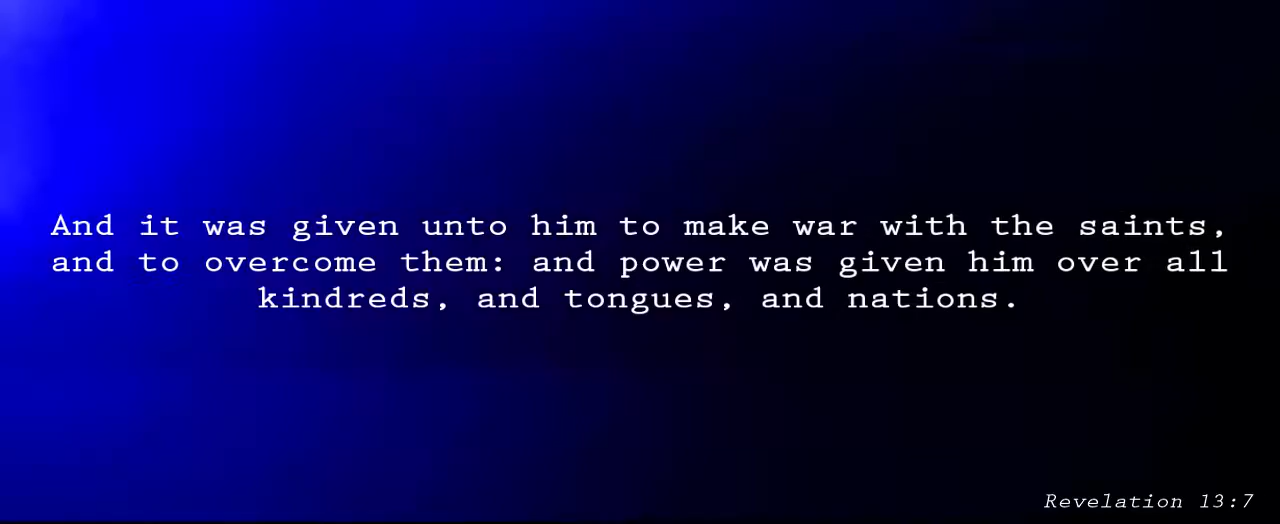 And it was given unto him to make war with the saints,
and to overcome them: and power was given him over all
kindreds, and tongues, and nations.
Revelation 13:7